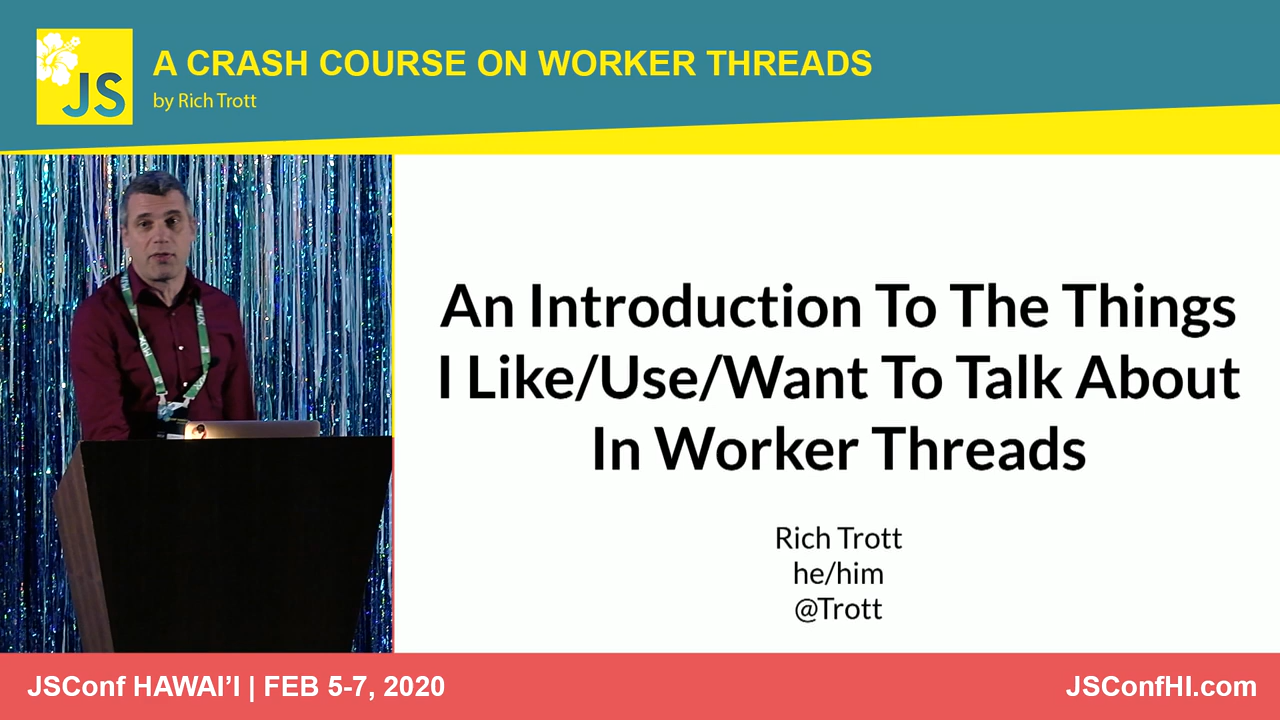 JS
A CRASH COURSE ON WORKER THREADS
by Rich Trott
An Introduction To The Things
I Like/Use/Want To Talk About
In Worker Threads
Rich Trott
he/him
@Trott
JSConf HAWAI’I | FEB 5-7, 2020
JSConfHI.com